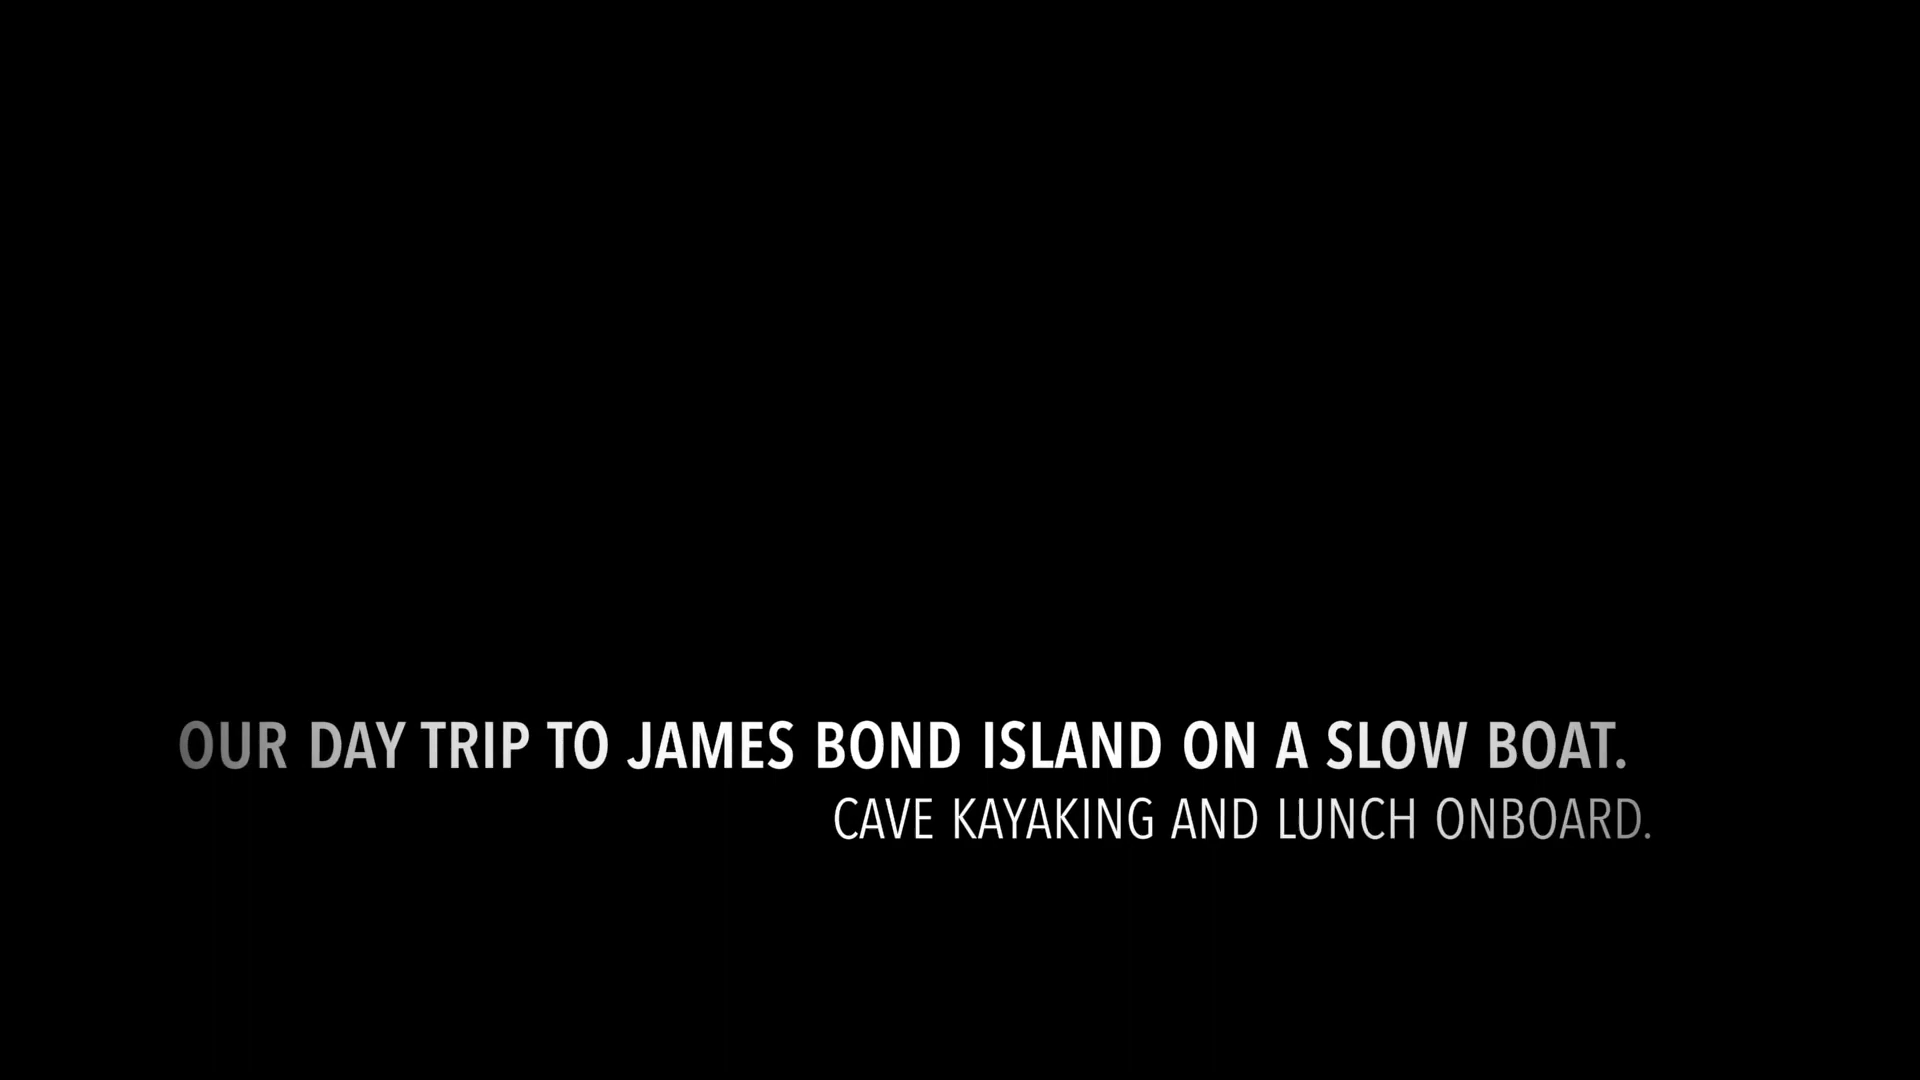 OUR DAY TRIP TO JAMES BOND ISLAND ON A SLOW BOAT.
CAVE KAYAKING AND LUNCH ONBOARD.